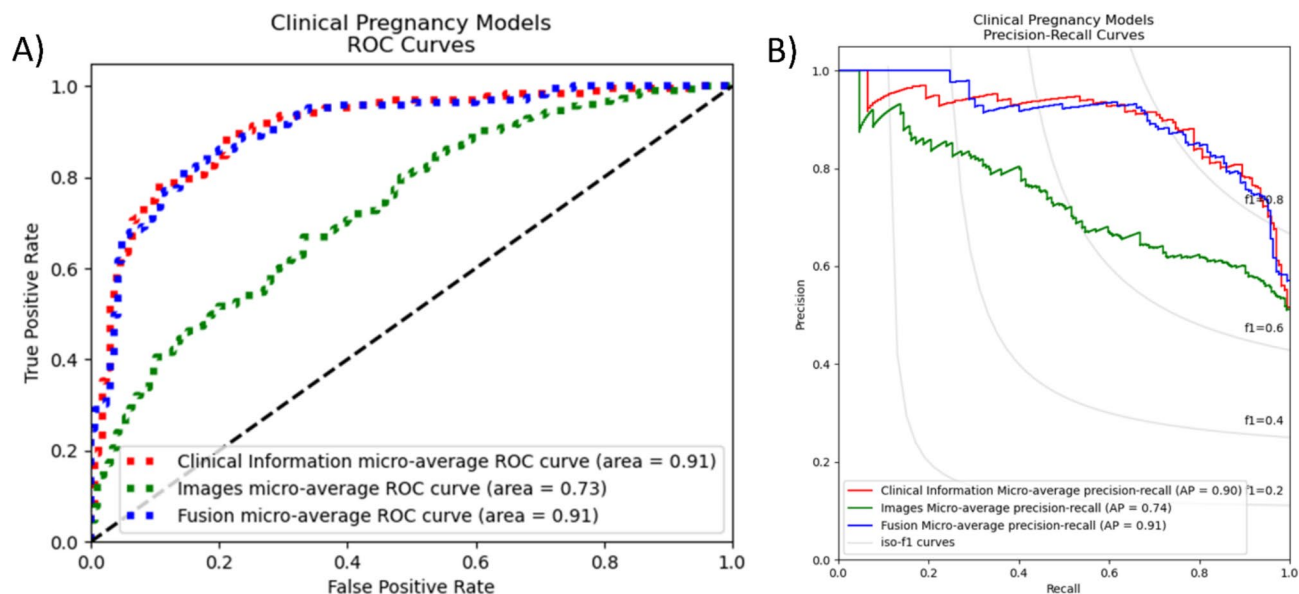 A)
Clinical Pregnancy Models
ROC Curves
True Positive Rate
1.0
0.8
0.6
0.4
0.2
0.0
0.0 0.2 0.4 0.6 0.8 1.0
False Positive Rate
Clinical Information micro-average ROC curve (area = 0.91)
Images micro-average ROC curve (area = 0.73)
Fusion micro-average ROC curve (area = 0.91)
B)
Clinical Pregnancy Models
Precision-Recall Curves
Precision
1.0
0.8
0.6
0.4
0.2
0.0
f1=0.8
f1=0.6
f1=0.4
f1=0.2
Clinical Information Micro-average precision-recall (AP = 0.90)
Images Micro-average precision-recall (AP = 0.74)
Fusion Micro-average precision-recall (AP = 0.91)
iso-f1 curves
0.0 0.2 0.4 0.6 0.8 1.0
Recall